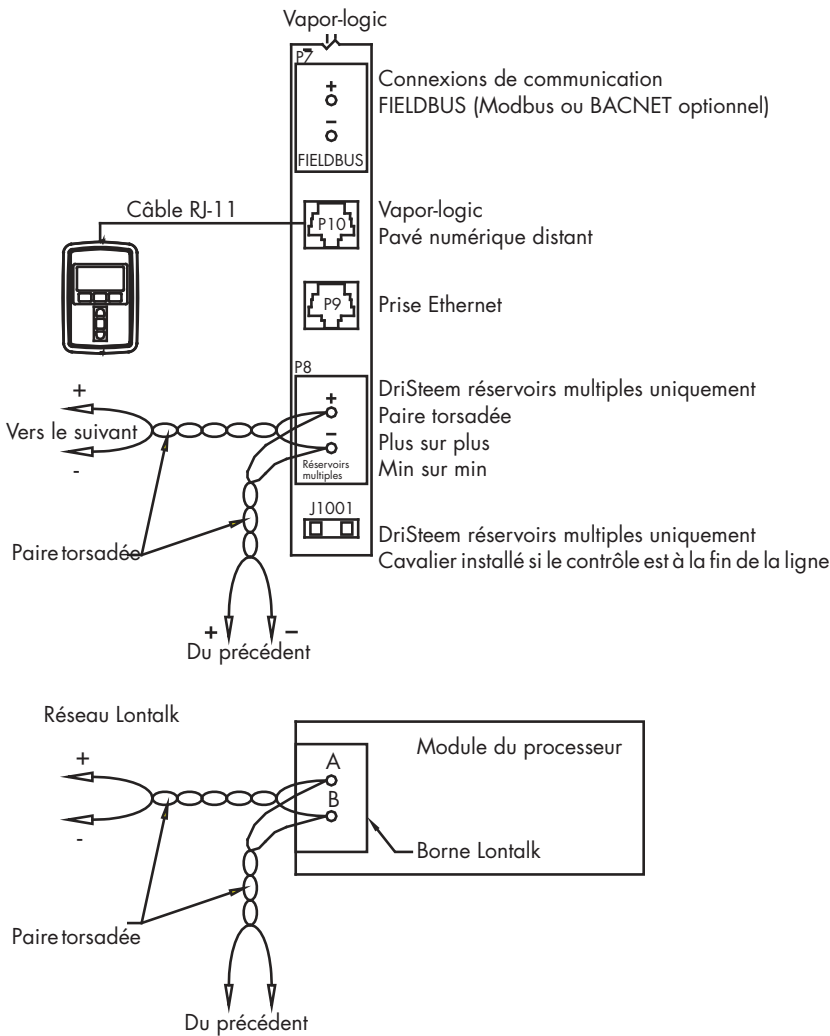 Vapor-logic
P7
+
Connexions de communication
FIELDBUS (Modbus ou BACNET optionnel)
−
FIELDBUS
Câble RJ-11
P10
Vapor-logic
Pavé numérique distant
P9
Prise Ethernet
P8
+
DriSteem réservoirs multiples uniquement
Paire torsadée
Plus sur plus
Min sur min
−
Réservoirs
multiples
+
Vers le suivant
-
J1001
DriSteem réservoirs multiples uniquement
Cavalier installé si le contrôle est à la fin de la ligne
Paire torsadée
+ −
Du précédent
Réseau Lontalk
Module du processeur
+
A
B
-
Borne Lontalk
Paire torsadée
Du précédent